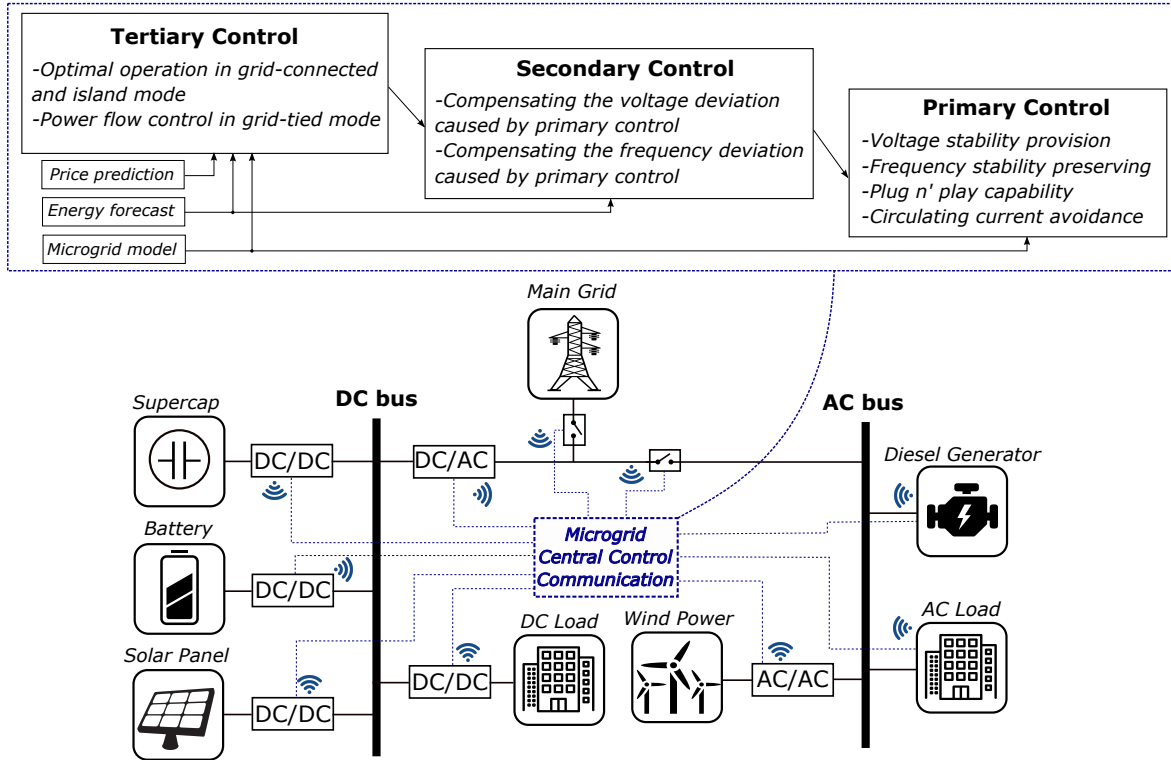 Tertiary Control
-Optimal operation in grid-connected
and island mode
-Power flow control in grid-tied mode
Secondary Control
-Compensating the voltage deviation
caused by primary control
-Compensating the frequency deviation
caused by primary control
Primary Control
-Voltage stability provision
-Frequency stability preserving
-Plug n' play capability
-Circulating current avoidance
Price prediction
Energy forecast
Microgrid model
Main Grid
DC bus
AC bus
Supercap
DC/DC
DC/AC
Diesel Generator
Battery
DC/DC
Microgrid
Central Control
Communication
Solar Panel
DC/DC
DC Load
DC/DC
Wind Power
AC/AC
AC Load